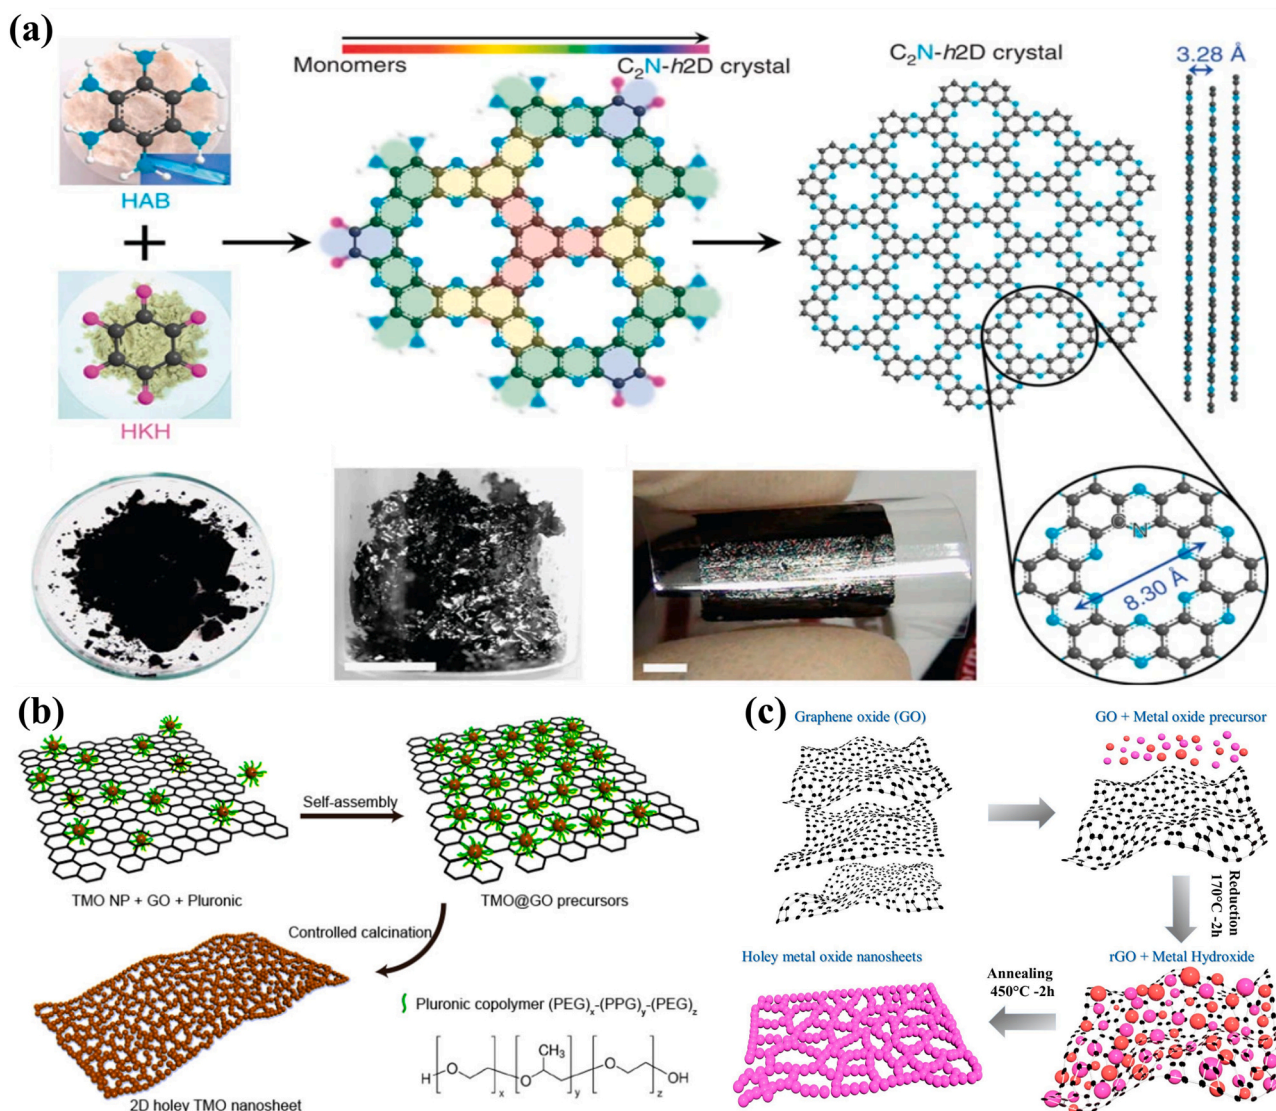 (a)
HAB
+
HKH
Monomers
C₂N-h2D crystal
C₂N-h2D crystal
3.28 Å
C
N
8.30 Å
(b)
Self-assembly
TMO NP + GO + Pluronic
TMO@GO precursors
Controlled calcination
2D holey TMO nanosheet
Pluronic copolymer (PEG)ₓ-(PPG)ᵧ-(PEG)z
CH₃
H
O
x
O
y
O
z
OH
(c)
Graphene oxide (GO)
GO + Metal oxide precursor
Reduction
170°C -2h
rGO + Metal Hydroxide
Annealing
450°C -2h
Holey metal oxide nanosheets